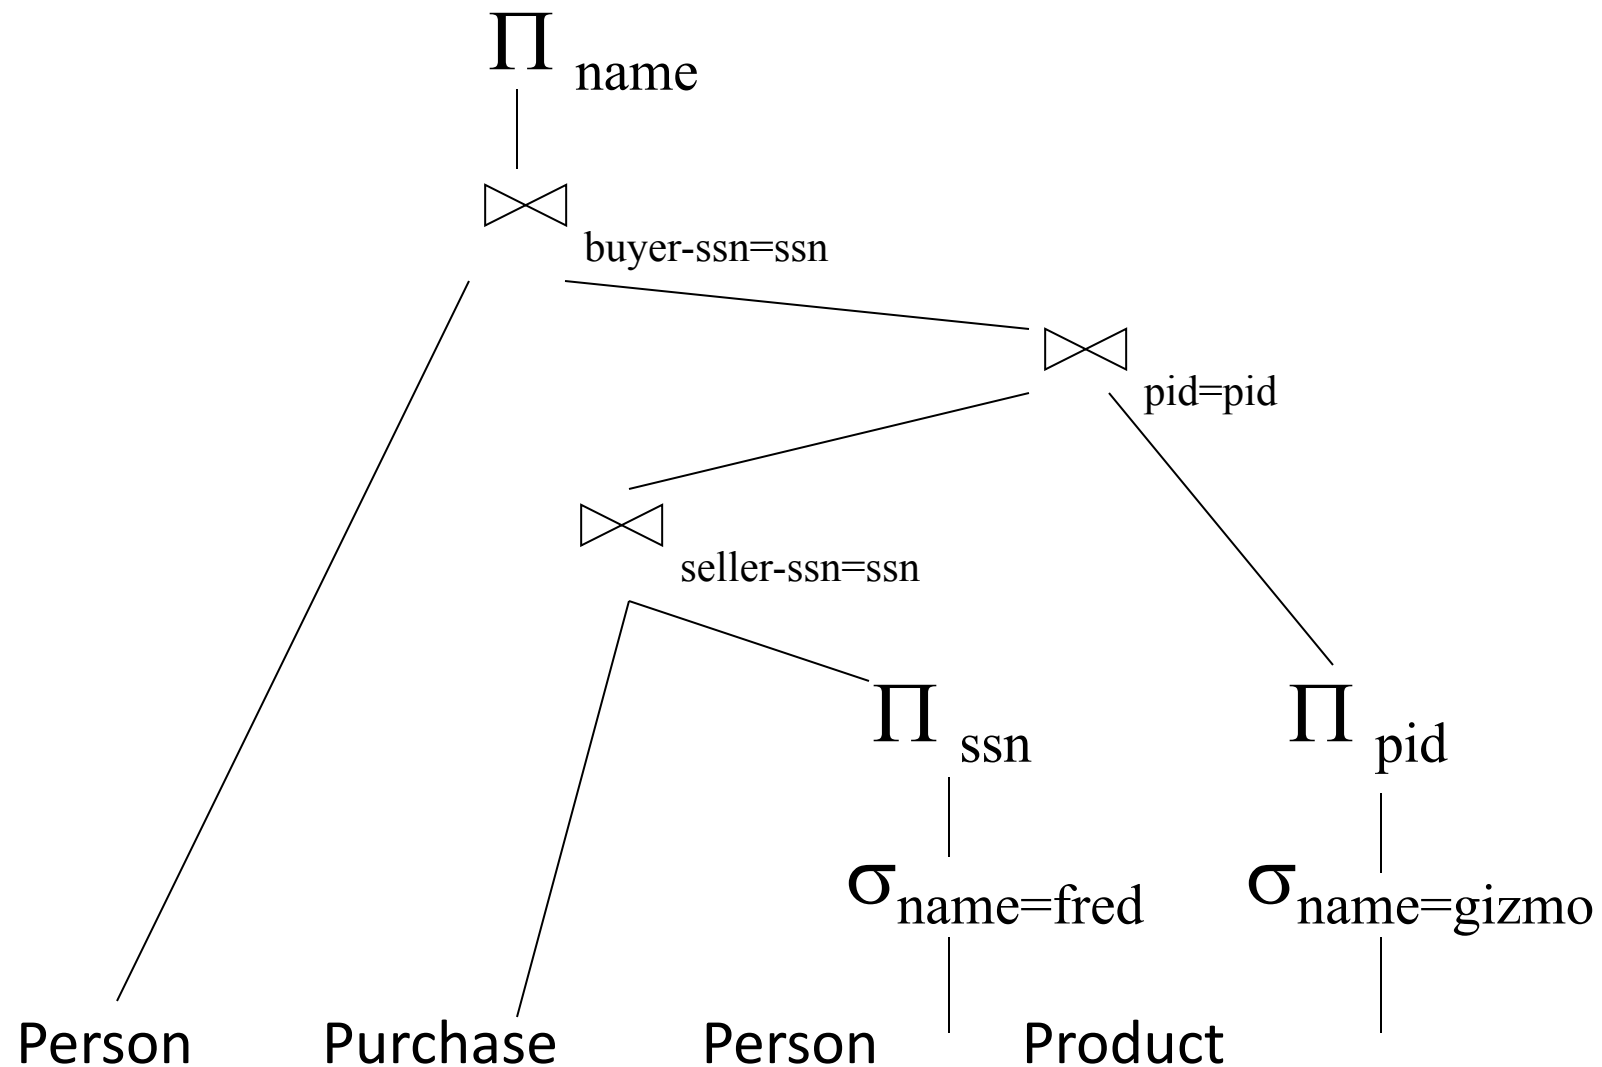 Π name
buyer-ssn=ssn
pid=pid
seller-ssn=ssn
Π ssn
Π pid
σname=fred
σname=gizmo
Person Purchase Person Product